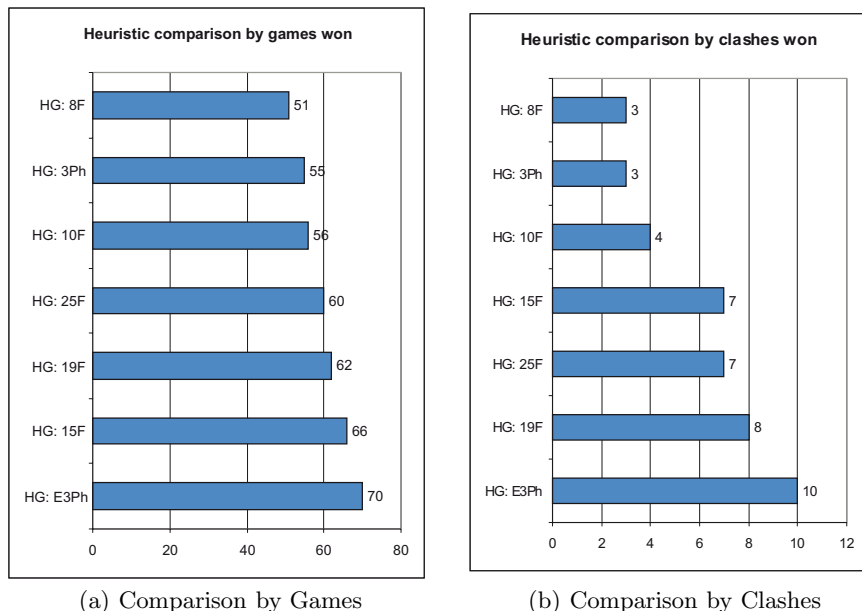 Heuristic comparison by games won
HG: 8F
51
HG: 3Ph
55
HG: 10F
56
HG: 25F
60
HG: 19F
62
HG: 15F
66
HG: E3Ph
70
0 20 40 60 80
(a) Comparison by Games
Heuristic comparison by clashes won
HG: 8F
3
HG: 3Ph
3
HG: 10F
4
HG: 15F
7
HG: 25F
7
HG: 19F
8
HG: E3Ph
10
0 2 4 6 8 10 12
(b) Comparison by Clashes